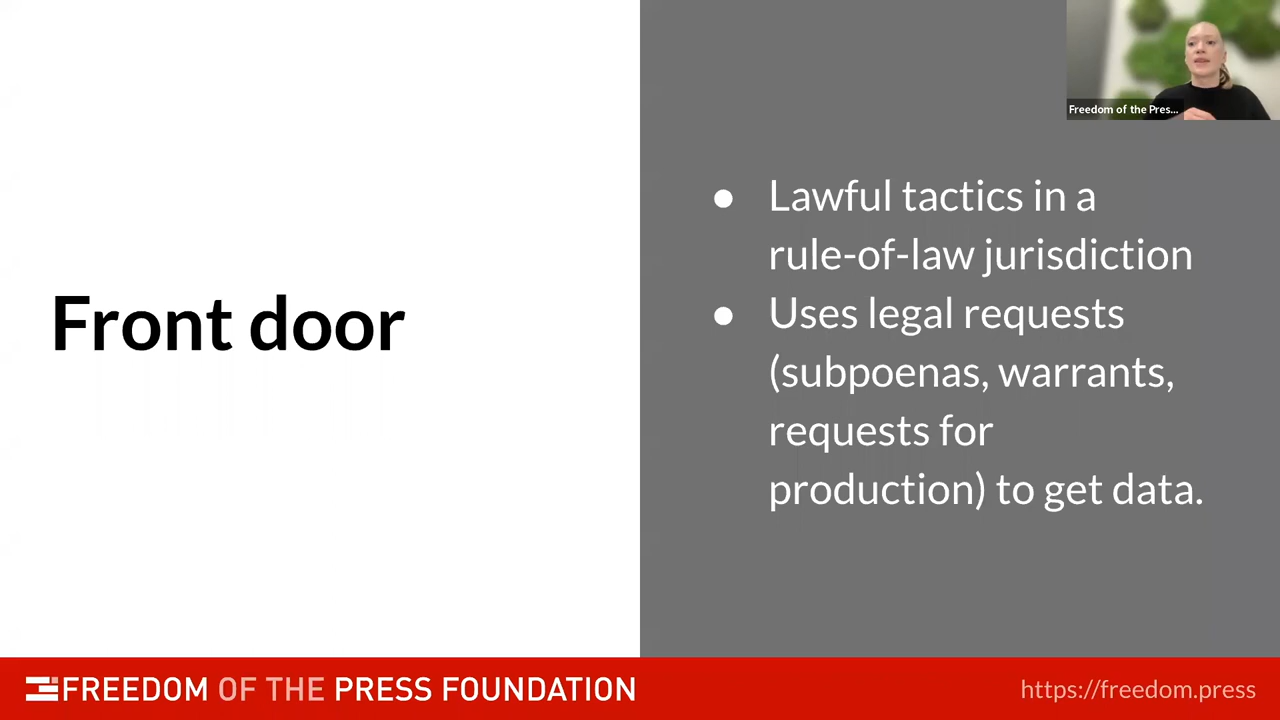 Freedom of the Pres...
Front door
● Lawful tactics in a
rule-of-law jurisdiction
● Uses legal requests
(subpoenas, warrants,
requests for
production) to get data.
FREEDOM OF THE PRESS FOUNDATION
https://freedom.press